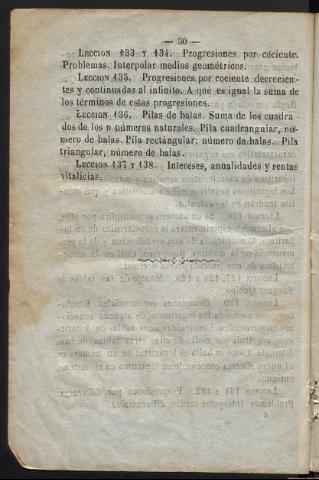 — 50 —
LECCION 133 Y 134. Progresiones por cociente.
Problemas. Interpolar medios geométricos.
LECCION 135. Progresiones por cociente decrecien-
tes y continuadas al infinito. A qué es igual la suma de
los términos de estas progresiones.
LECCION 136. Pilas de balas. Suma de los cuadra-
dos de los n números naturales. Pila cuadrangular, nú-
mero de balas. Pila rectángular; número de balas. Pila
triangular, número de balas.
LECCION 137 Y 138. Inteceses, anualidades y rentas
vitalicias.